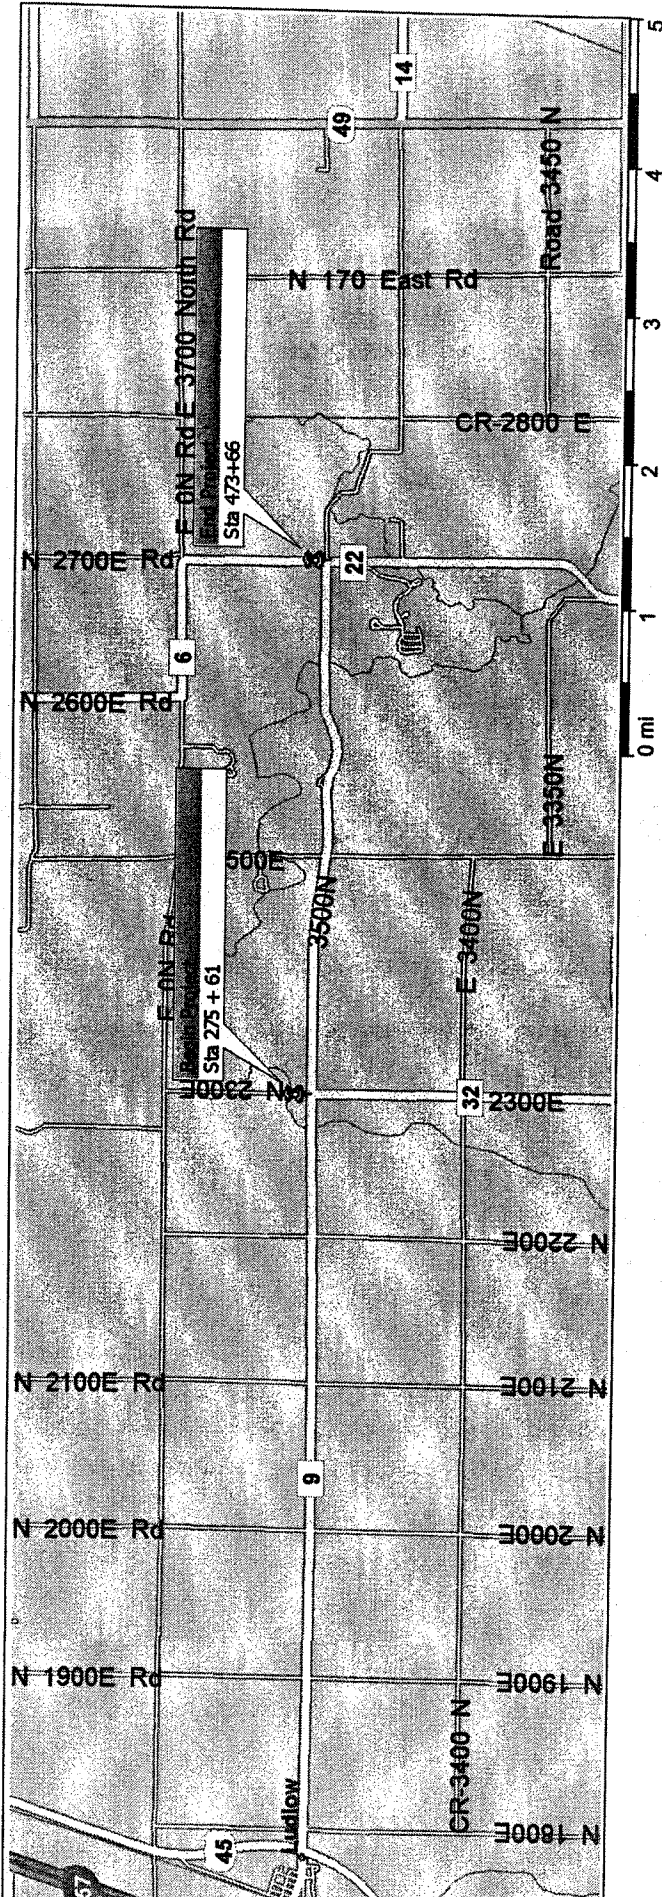 5
4
3
2
1
0 mi
14
49
Road 3450 N
N 170 East Rd
E 0N Rd E 3700 North Rd
End Project
Sta 473+66
CR-2800 E
N 2700E Rd
22
6
N 2600E Rd
E 3350N
500E
3500N
E 3400N
E 0N Rd
Begin Project
Sta 275 + 61
N 2300E
32
2300E
N 2200E
N 2100E Rd
N 2100E
9
N 2000E Rd
N 2000E
N 1900E Rd
N 1900E
CR-3400 N
Ludlow
45
N 1800E
57